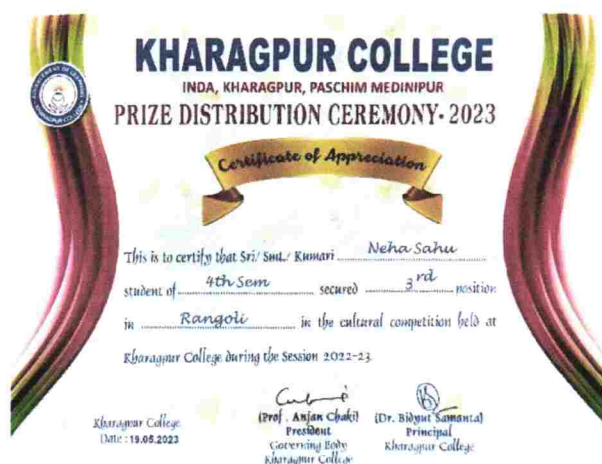 KHARAGPUR COLLEGE
INDA, KHARAGPUR, PASCHIM MEDINIPUR
PRIZE DISTRIBUTION CEREMONY- 2023
Certificate of Appreciation
This is to certify that Sri/ Smt./ Kumari Neha Sahu
student of 4th Sem secured 3rd position
in Rangoli in the cultural competition held at
Kharagpur College during the Session 2022-23
Kharagpur College
Date : 19.05.2023
(Prof . Anjan Chaki)
President
Governing Body
Kharagpur College
(Dr. Bidyut Samanta)
Principal
Kharagpur College